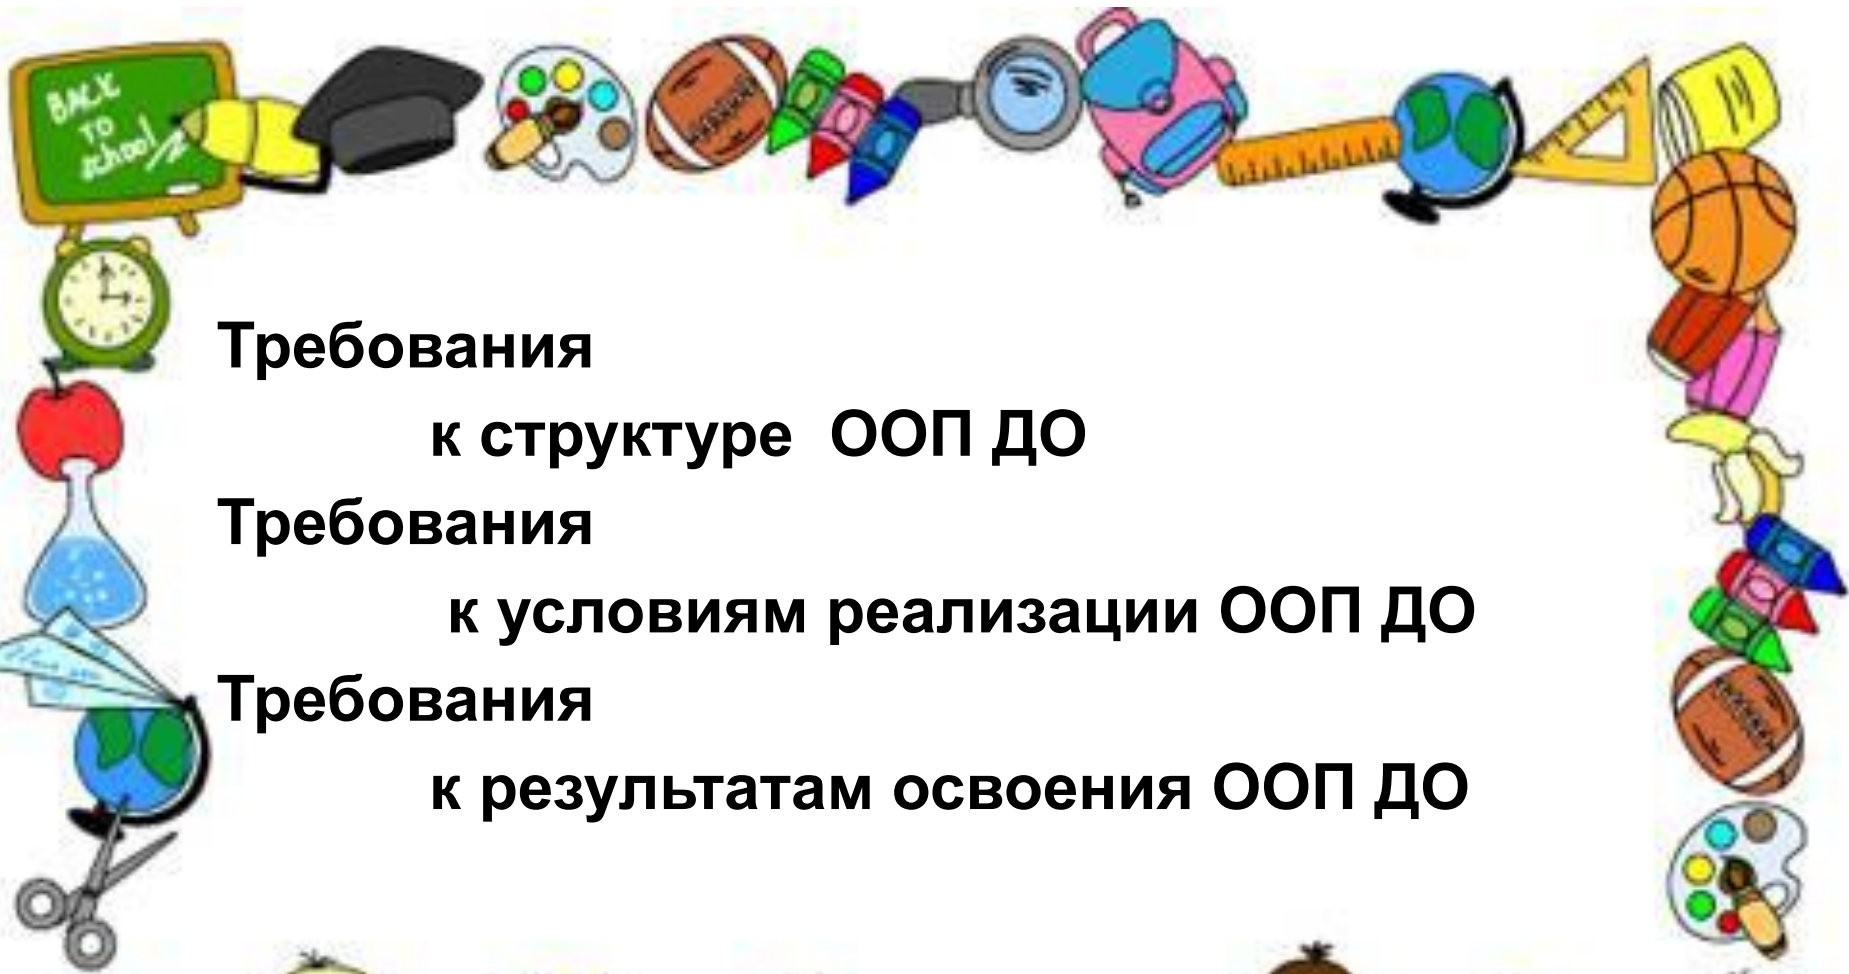 BACK
TO
school
Требования
к структуре ООП ДО
Требования
к условиям реализации ООП ДО
Требования
к результатам освоения ООП ДО